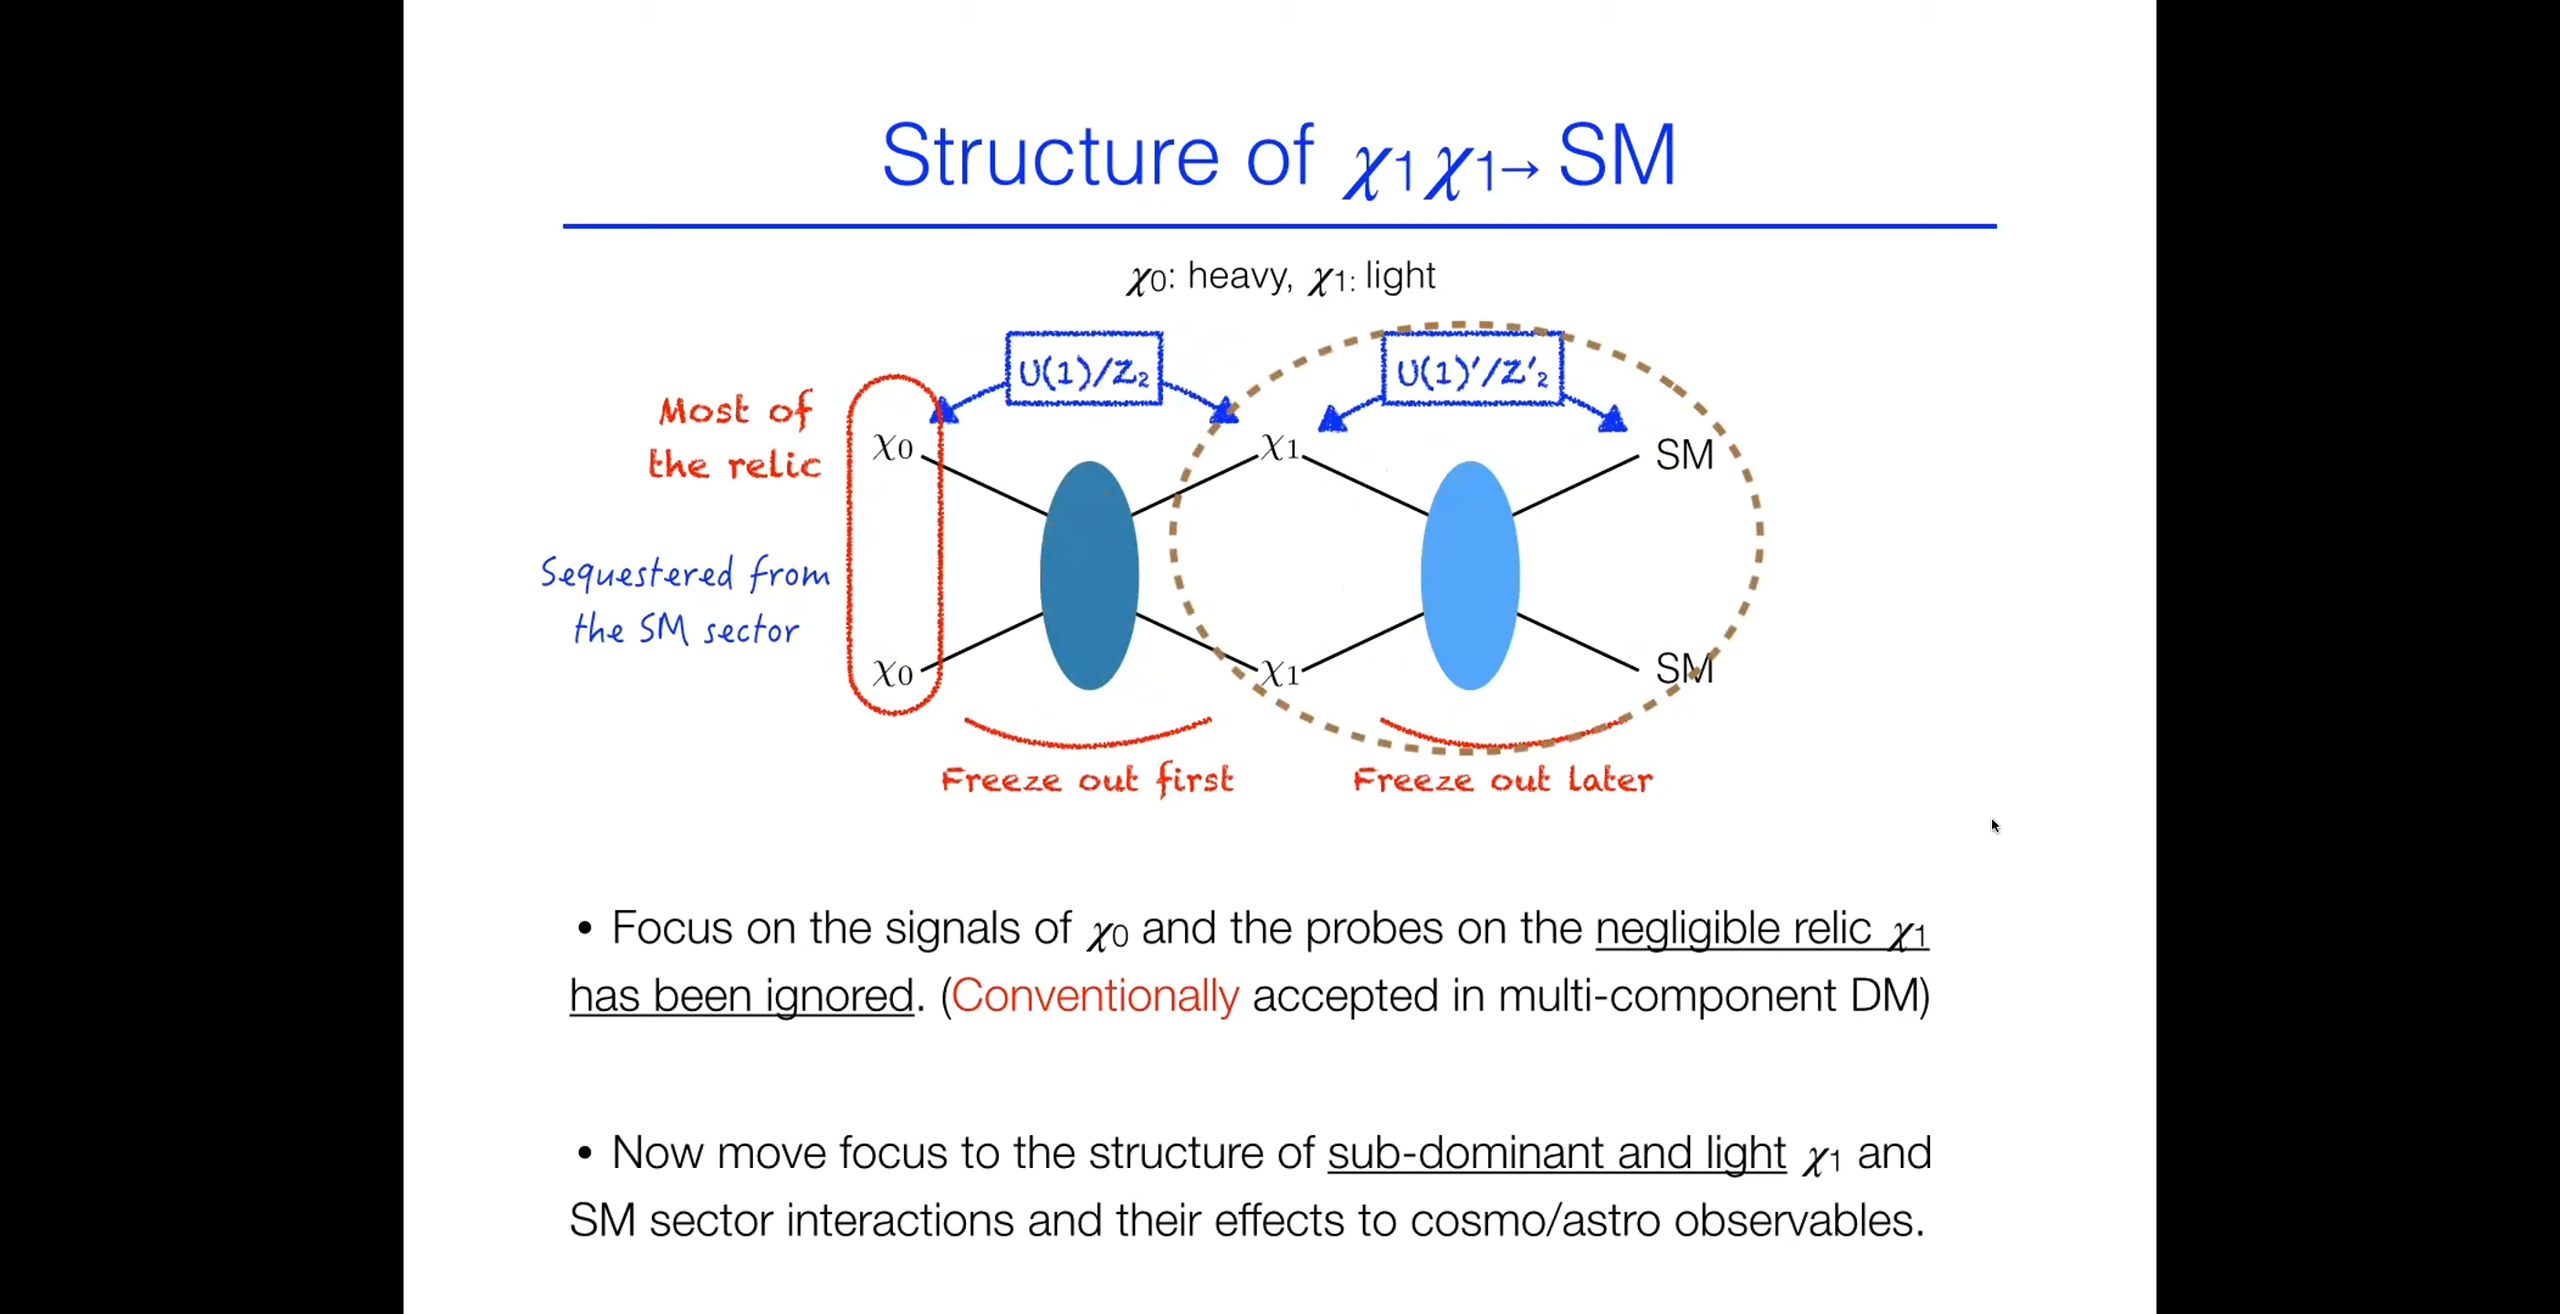 Structure of χ1χ1→ SM
χ0: heavy, χ1: light
U(1)/Z2
U(1)′/Z′2
Most of
the relic
χ0
χ1
SM
Sequestered from
the SM sector
χ0
χ1
SM
Freeze out first
Freeze out later
• Focus on the signals of χ0 and the probes on the negligible relic χ1
has been ignored. (Conventionally accepted in multi-component DM)
• Now move focus to the structure of sub-dominant and light χ1 and
SM sector interactions and their effects to cosmo/astro observables.